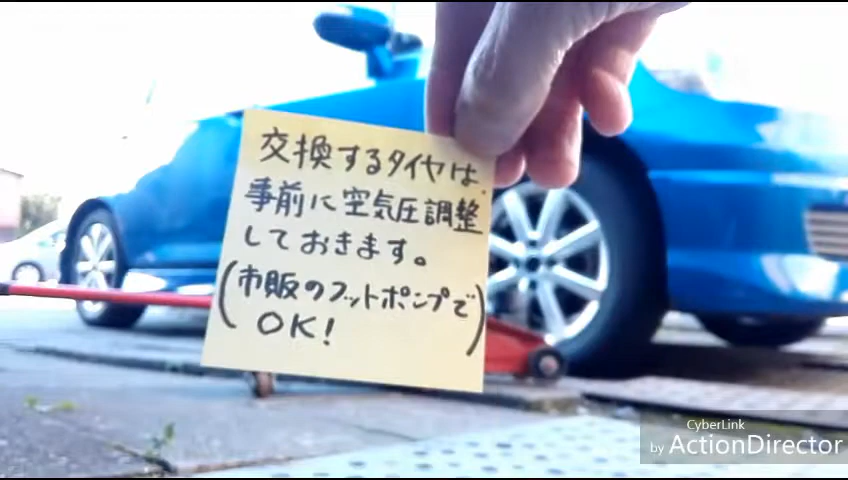 交換するタイヤは、
事前に空気圧調整
しておきます。
(市販のフットポンプで
OK!)
CyberLink
by ActionDirector